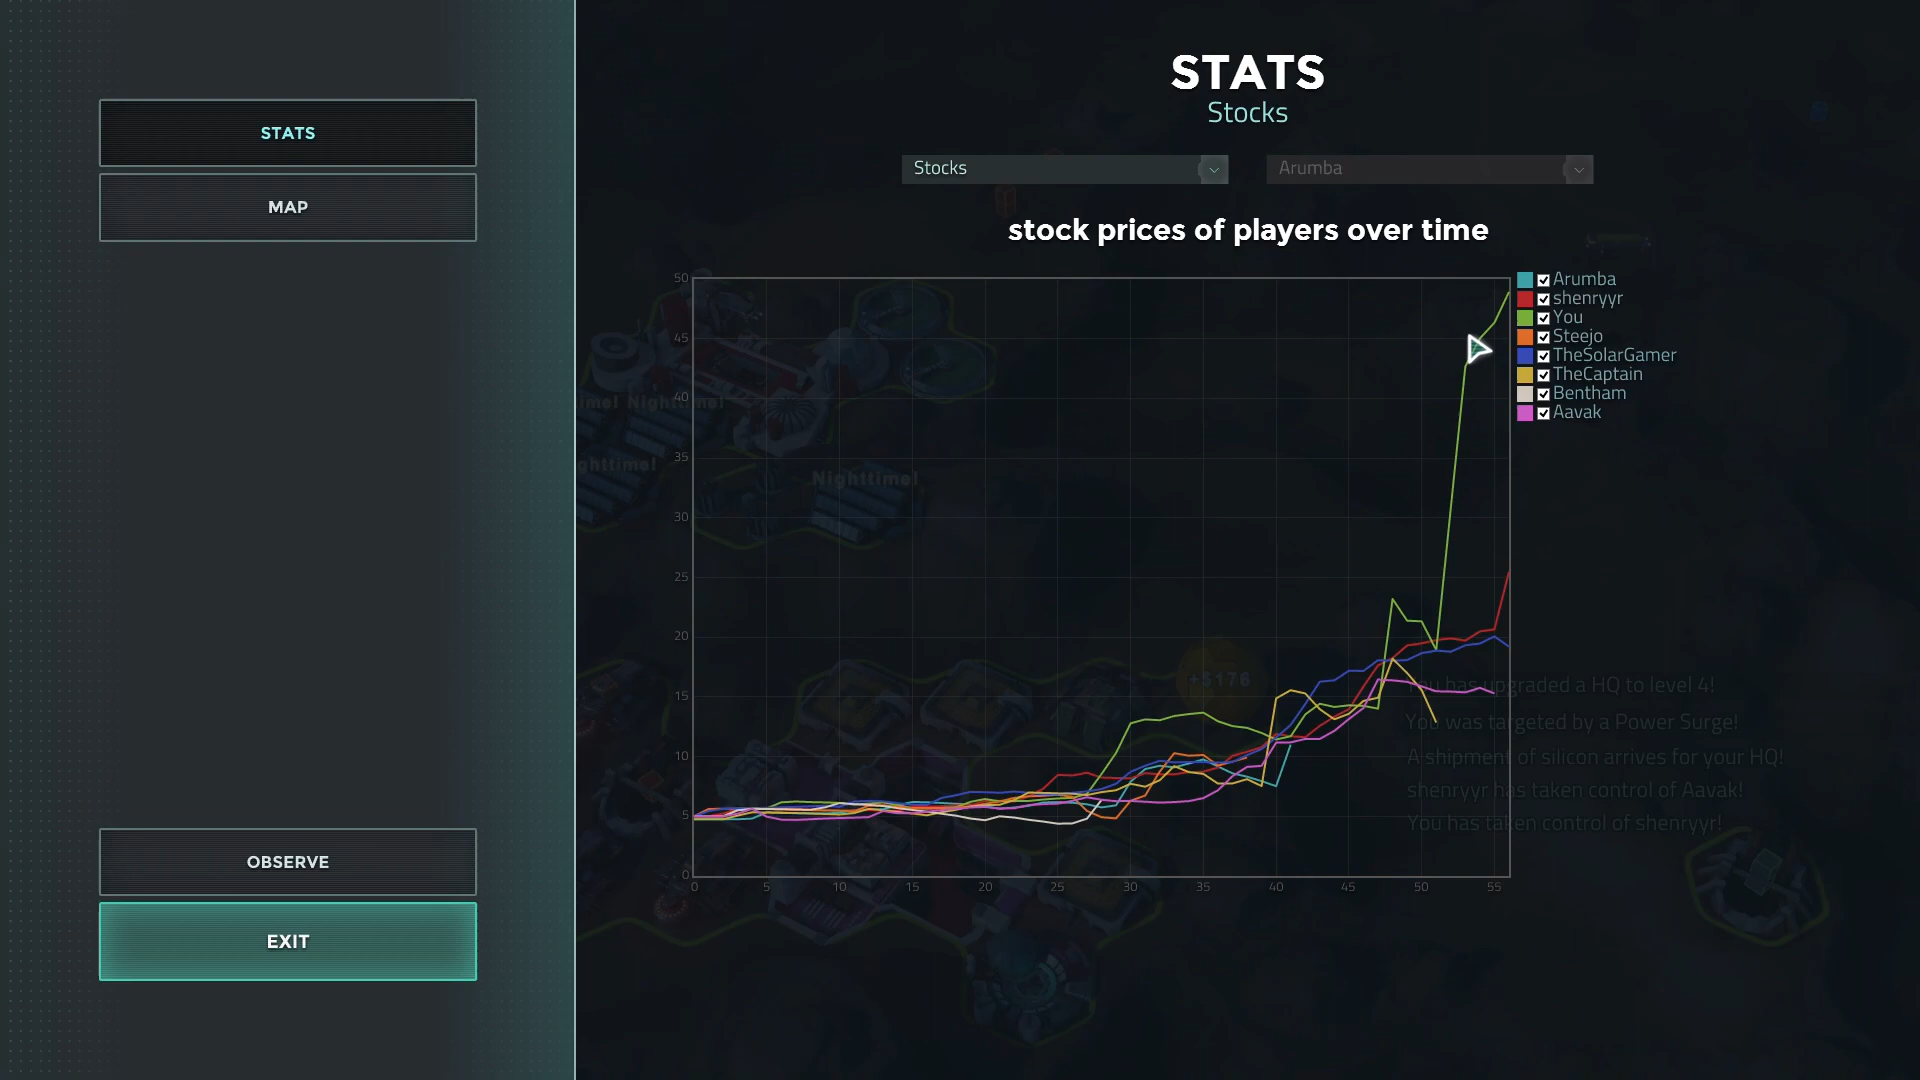 STATS
MAP
OBSERVE
EXIT
STATS
Stocks
Stocks
Arumba
stock prices of players over time
50
45
40
35
30
25
20
15
10
5
0
0 5 10 15 20 25 30 35 40 45 50 55
Arumba
shenryyr
You
Steejo
TheSolarGamer
TheCaptain
Bentham
Aavak
Nighttime!
Nighttime!
+$176
You has upgraded a HQ to level 4!
You was targeted by a Power Surge!
A shipment of silicon arrives for your HQ!
shenryyr has taken control of Aavak!
You has taken control of shenryyr!